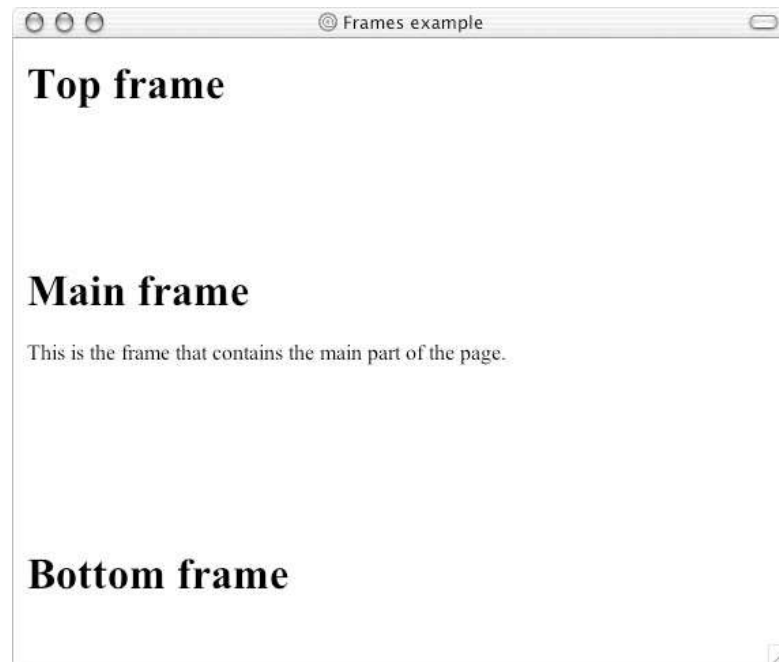 Frames example
Top frame
Main frame
This is the frame that contains the main part of the page.
Bottom frame